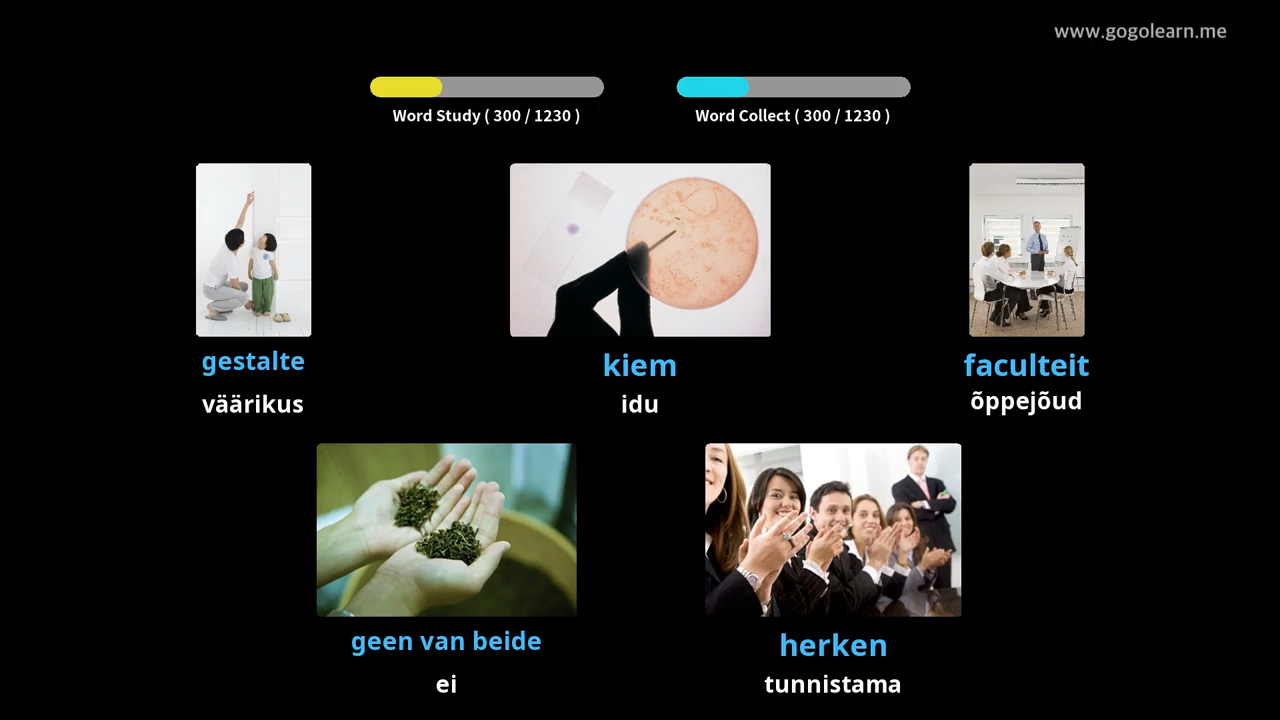 www.gogolearn.me
Word Study ( 300 / 1230 )
Word Collect ( 300 / 1230 )
gestalte
väärikus
kiem
idu
faculteit
õppejõud
geen van beide
ei
herken
tunnistama